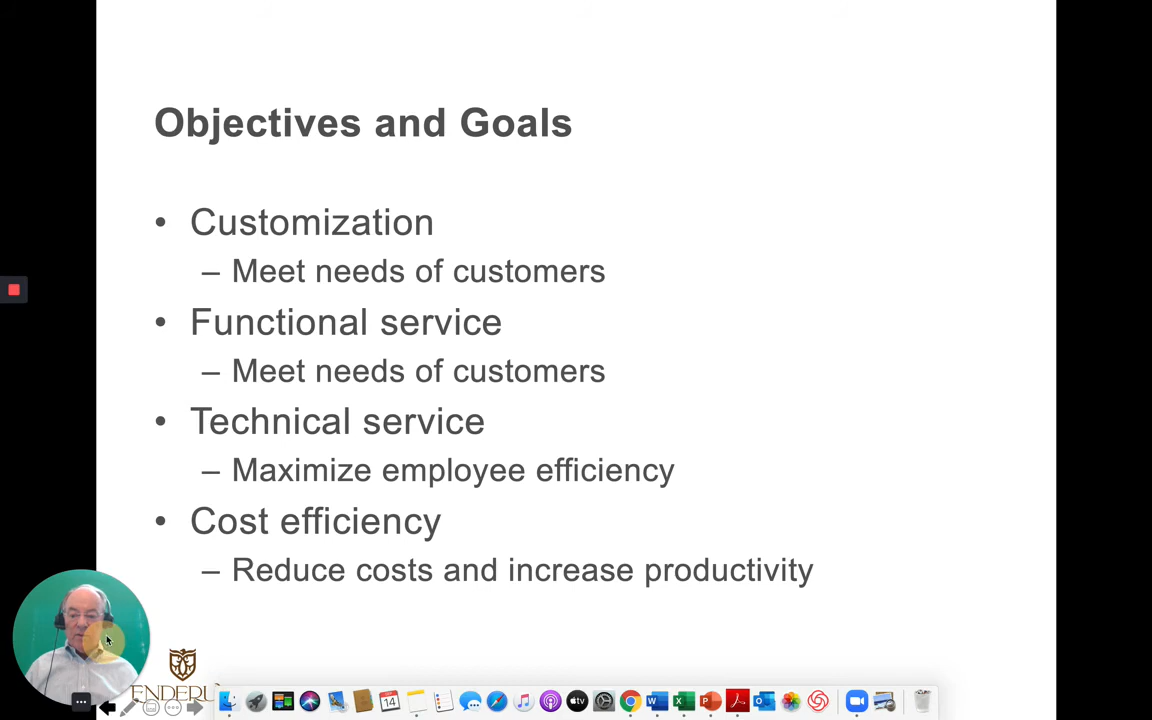 Objectives and Goals
• Customization
– Meet needs of customers
• Functional service
– Meet needs of customers
• Technical service
– Maximize employee efficiency
• Cost efficiency
– Reduce costs and increase productivity
14